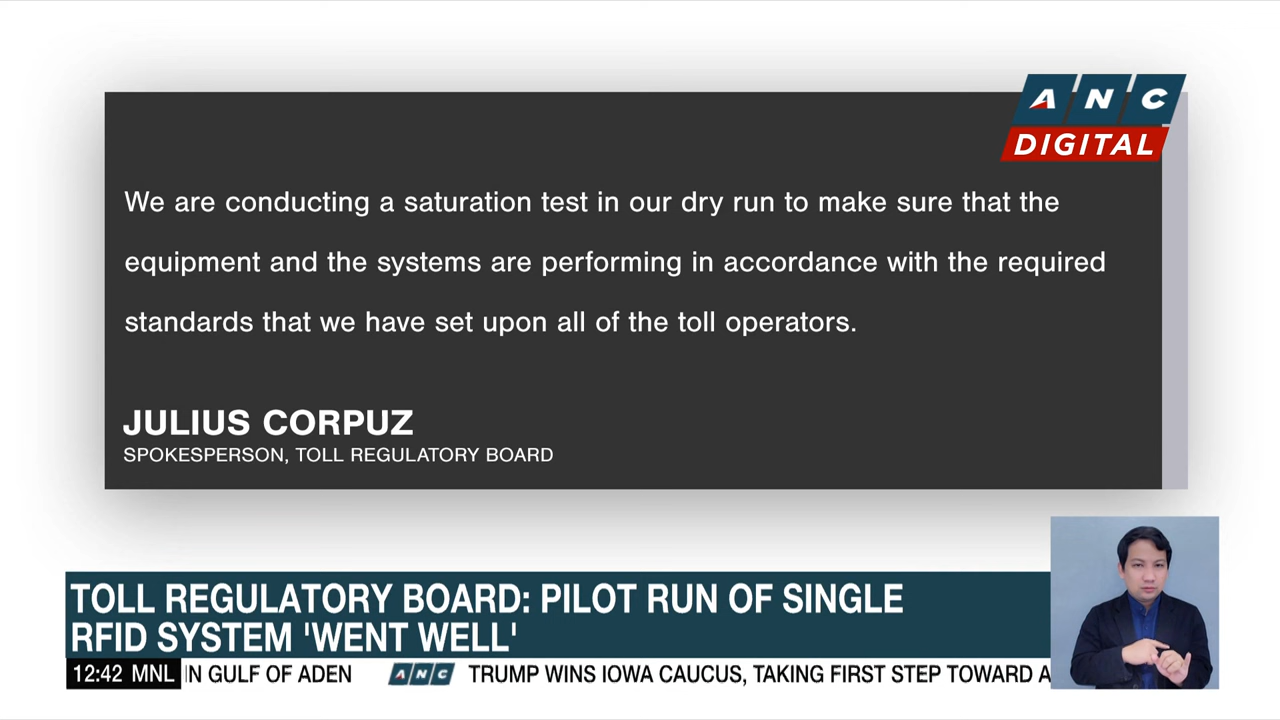 ANC
DIGITAL
We are conducting a saturation test in our dry run to make sure that the
equipment and the systems are performing in accordance with the required
standards that we have set upon all of the toll operators.
JULIUS CORPUZ
SPOKESPERSON, TOLL REGULATORY BOARD
TOLL REGULATORY BOARD: PILOT RUN OF SINGLE
RFID SYSTEM 'WENT WELL'
12:42 MNL IN GULF OF ADEN ANC TRUMP WINS IOWA CAUCUS, TAKING FIRST STEP TOWARD A